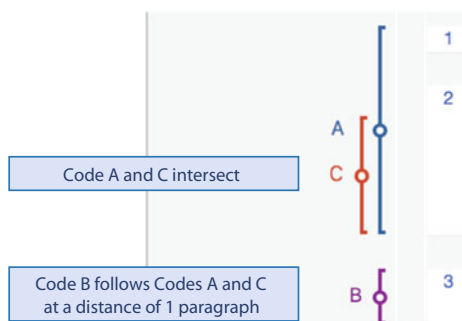 1
2
A
C
Code A and C intersect
Code B follows Codes A and C
at a distance of 1 paragraph
B
3